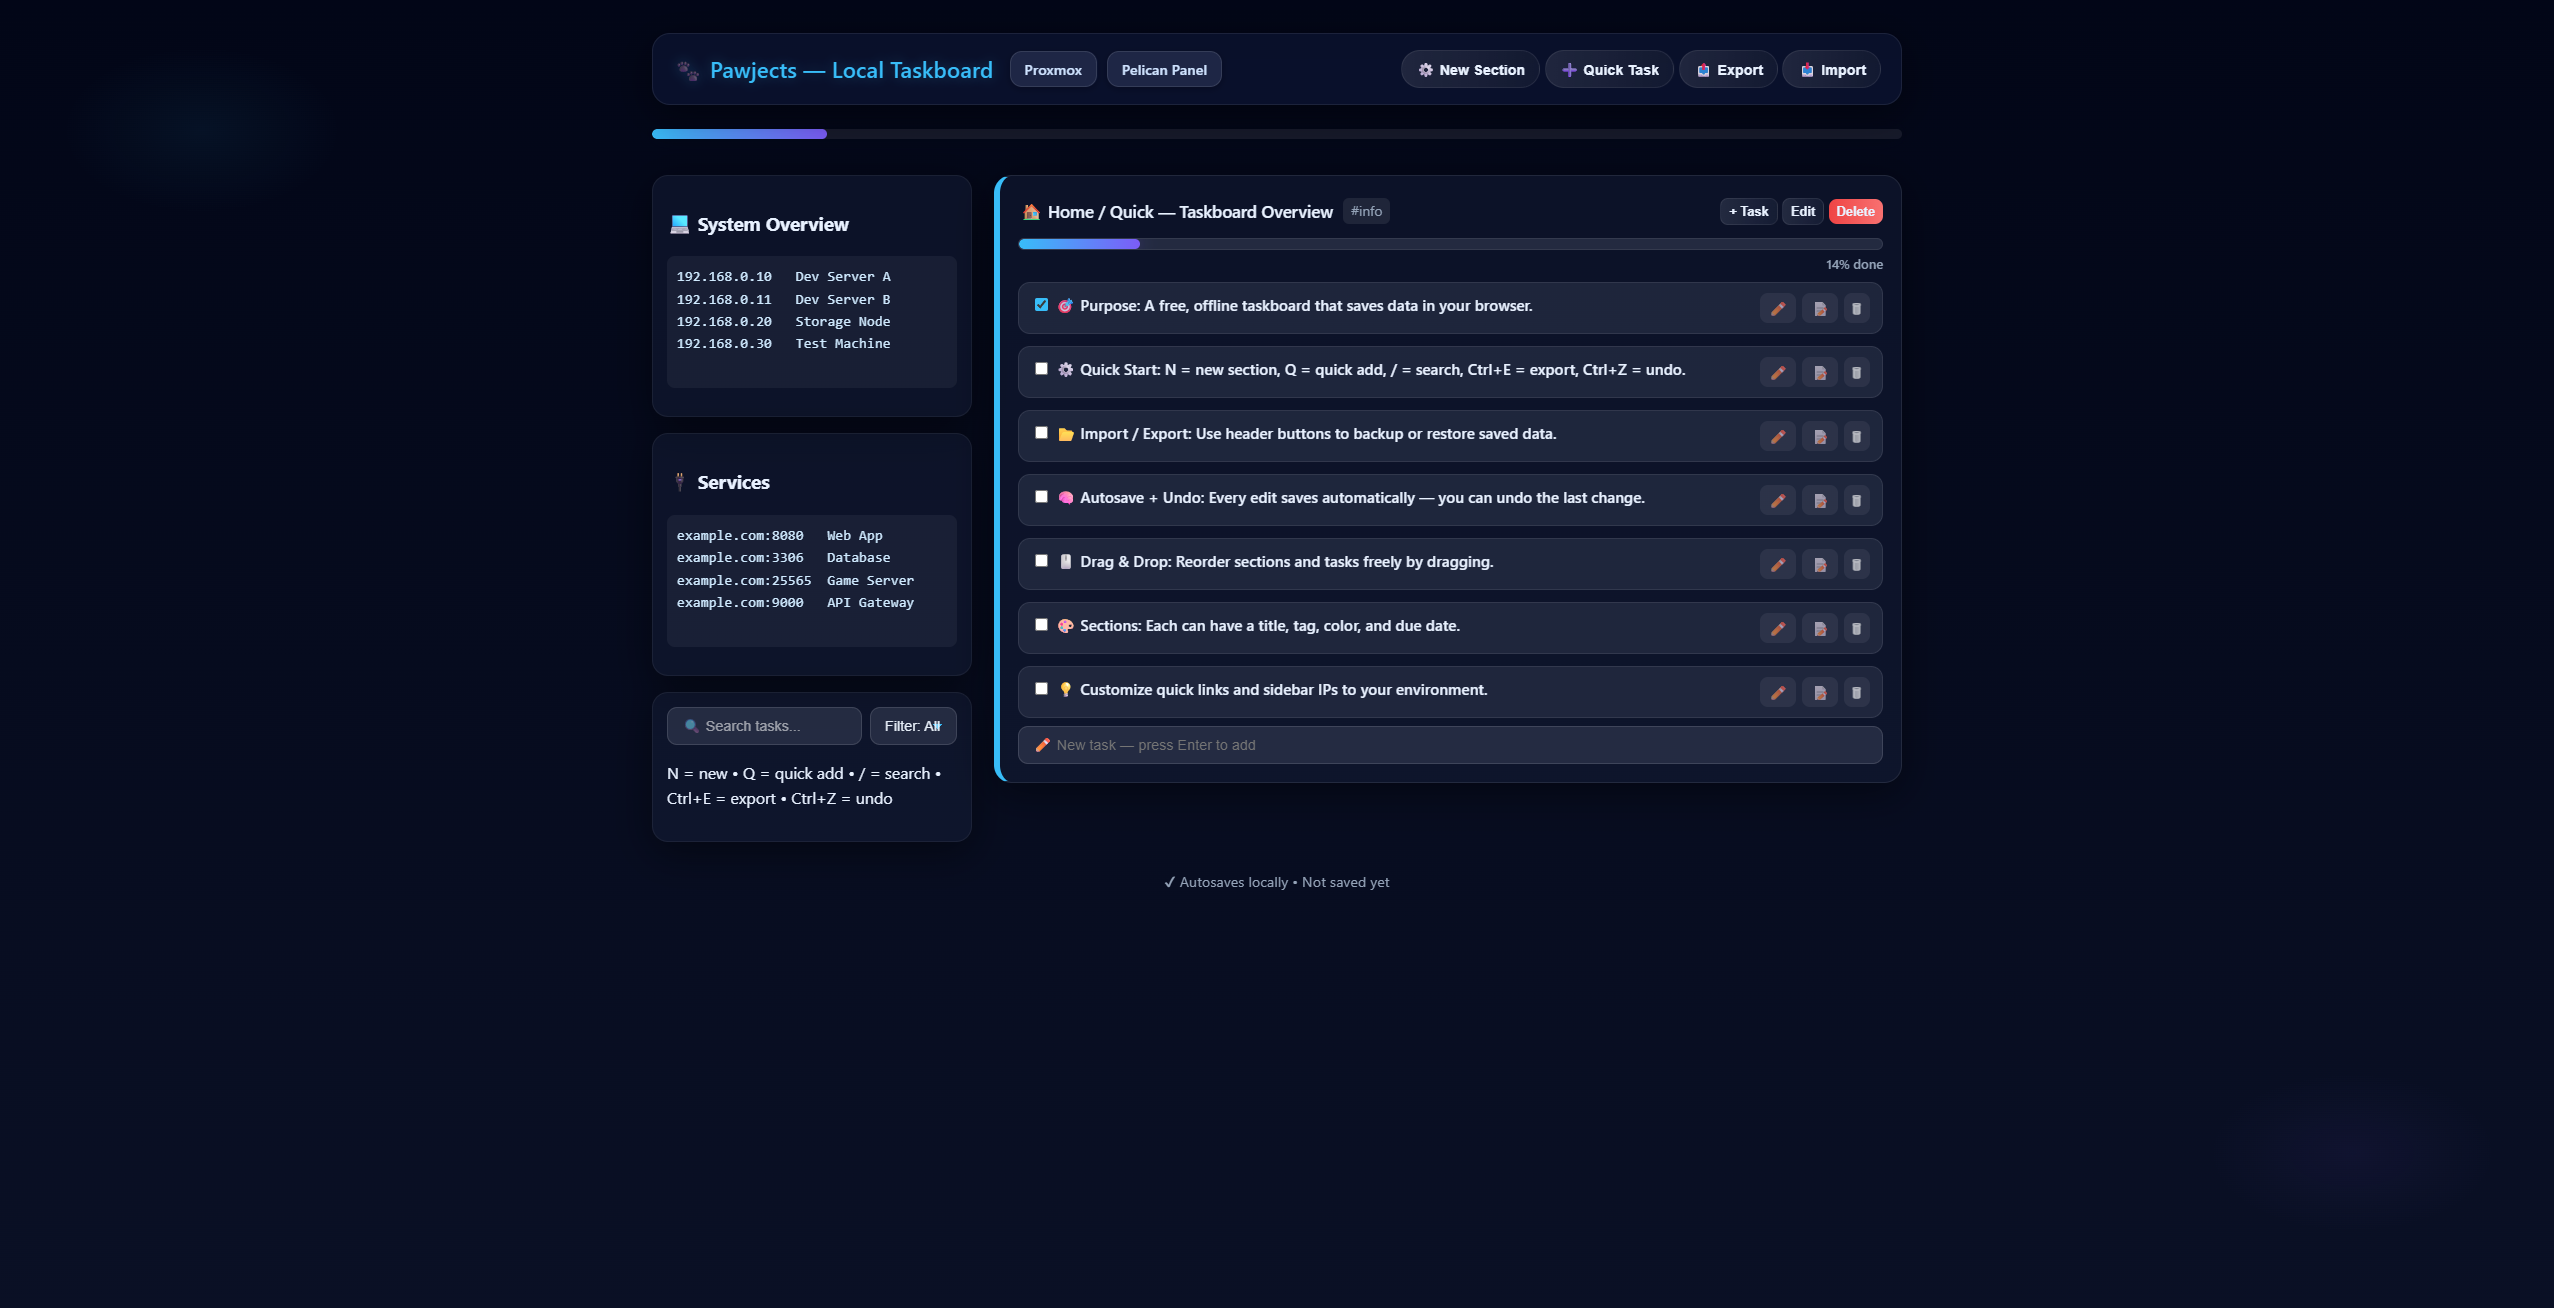 Pawjects — Local Taskboard
Proxmox
Pelican Panel
New Section
Quick Task
Export
Import
System Overview
192.168.0.10 Dev Server A
192.168.0.11 Dev Server B
192.168.0.20 Storage Node
192.168.0.30 Test Machine
Services
example.com:8080 Web App
example.com:3306 Database
example.com:25565 Game Server
example.com:9000 API Gateway
Search tasks...
Filter: All
N = new • Q = quick add • / = search •
Ctrl+E = export • Ctrl+Z = undo
Home / Quick — Taskboard Overview
#info
+ Task
Edit
Delete
14% done
Purpose: A free, offline taskboard that saves data in your browser.
Quick Start: N = new section, Q = quick add, / = search, Ctrl+E = export, Ctrl+Z = undo.
Import / Export: Use header buttons to backup or restore saved data.
Autosave + Undo: Every edit saves automatically — you can undo the last change.
Drag & Drop: Reorder sections and tasks freely by dragging.
Sections: Each can have a title, tag, color, and due date.
Customize quick links and sidebar IPs to your environment.
New task — press Enter to add
✓ Autosaves locally • Not saved yet